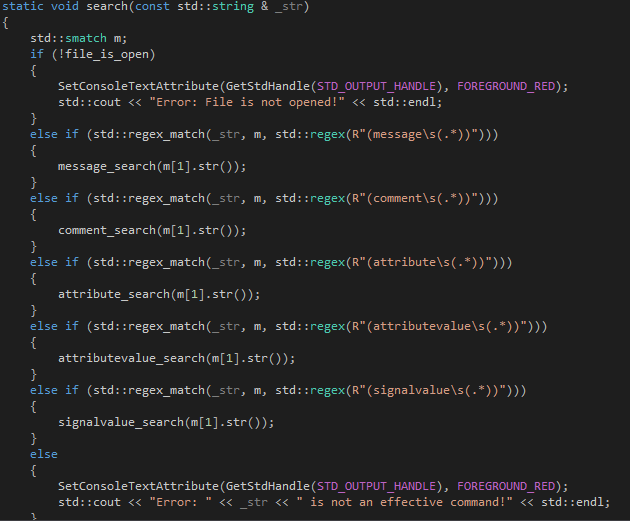 static void search(const std::string & _str)
{
    std::smatch m;
    if (!file_is_open)
    {
        SetConsoleTextAttribute(GetStdHandle(STD_OUTPUT_HANDLE), FOREGROUND_RED);
        std::cout << "Error: File is not opened!" << std::endl;
    }
    else if (std::regex_match(_str, m, std::regex(R"(message\s(.*))")))
    {
        message_search(m[1].str());
    }
    else if (std::regex_match(_str, m, std::regex(R"(comment\s(.*))")))
    {
        comment_search(m[1].str());
    }
    else if (std::regex_match(_str, m, std::regex(R"(attribute\s(.*))")))
    {
        attribute_search(m[1].str());
    }
    else if (std::regex_match(_str, m, std::regex(R"(attributevalue\s(.*))")))
    {
        attributevalue_search(m[1].str());
    }
    else if (std::regex_match(_str, m, std::regex(R"(signalvalue\s(.*))")))
    {
        signalvalue_search(m[1].str());
    }
    else
    {
        SetConsoleTextAttribute(GetStdHandle(STD_OUTPUT_HANDLE), FOREGROUND_RED);
        std::cout << "Error: " << _str << " is not an effective command!" << std::endl;
    }